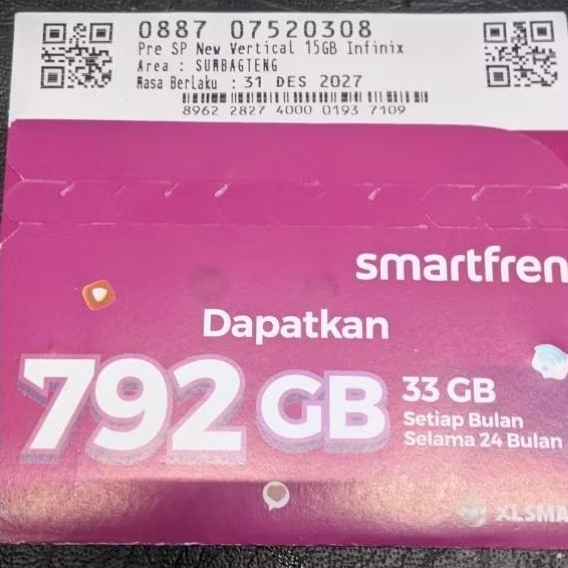 0887 07520308
Pre SP New Vertical 15GB Infinix
Area : SUMBAGTENG
Masa Berlaku : 31 DES 2027
8962 2827 4000 0193 7109
smartfren
Dapatkan
792 GB
33 GB
Setiap Bulan
Selama 24 Bulan
XLSMA